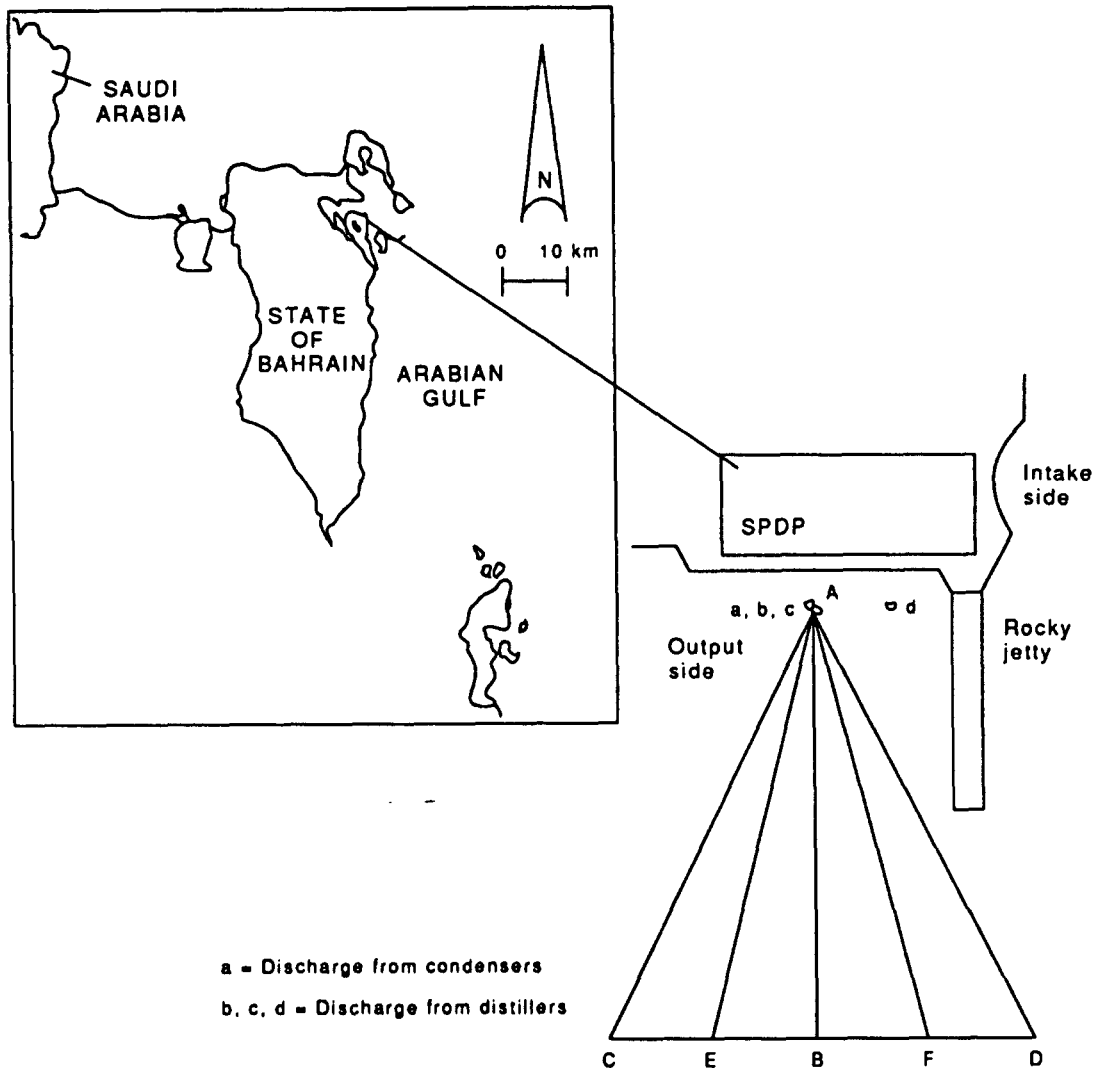 SAUDI
ARABIA
N
0 10 km
STATE
OF
BAHRAIN
ARABIAN
GULF
Intake
side
SPDP
A
a, b, c
d
Output
side
Rocky
jetty
a = Discharge from condensers
b, c, d = Discharge from distillers
C E B F D